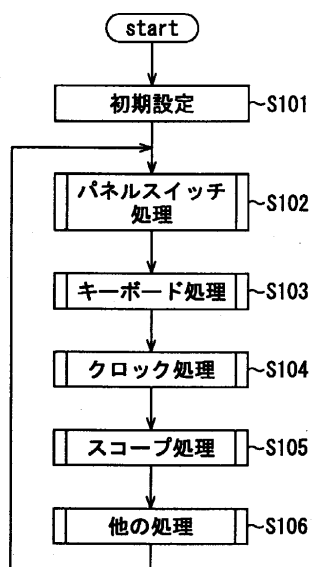 start
初期設定 ~S101
パネルスイッチ
処理 ~S102
キーボード処理 ~S103
クロック処理 ~S104
スコープ処理 ~S105
他の処理 ~S106